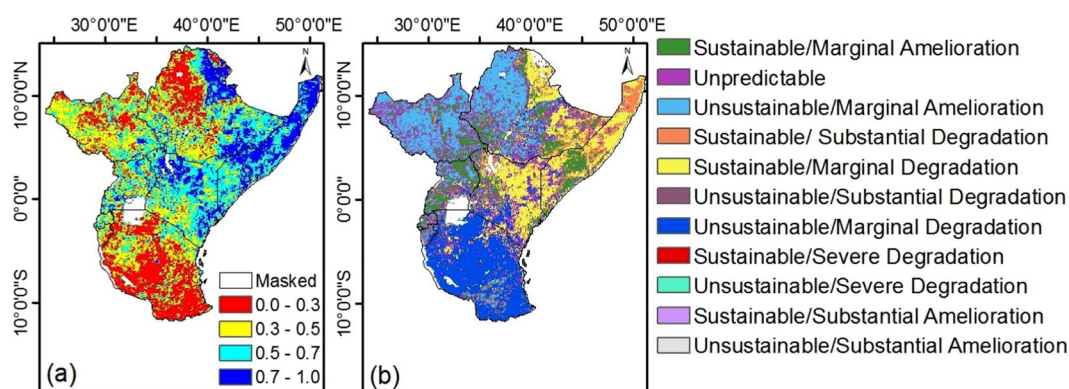 30°0'0"E 40°0'0"E 50°0'0"E
30°0'0"E 40°0'0"E 50°0'0"E
N
N
10°0'0"N
0°0'0"
10°0'0"S
10°0'0"N
0°0'0"
10°0'0"S
Masked
0.0 - 0.3
0.3 - 0.5
0.5 - 0.7
0.7 - 1.0
(a)
(b)
Sustainable/Marginal Amelioration
Unpredictable
Unsustainable/Marginal Amelioration
Sustainable/ Substantial Degradation
Sustainable/Marginal Degradation
Unsustainable/Substantial Degradation
Unsustainable/Marginal Degradation
Sustainable/Severe Degradation
Unsustainable/Severe Degradation
Sustainable/Substantial Amelioration
Unsustainable/Substantial Amelioration